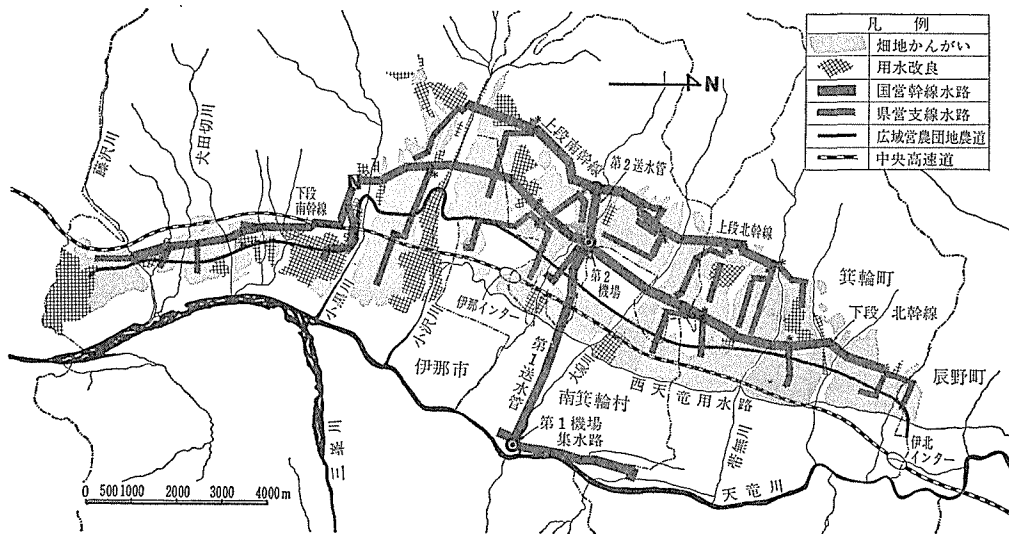 凡例
畑地かんがい
用水改良
国営幹線水路
県営支線水路
広域営農団地農道
中央高速道
N
藤沢川
犬田切川
下段
南幹線
上段南幹線
第2送水管
上段北幹線
箕輪町
下段北幹線
辰野町
第2
機場
伊那インター
小黒川
小沢川
伊那市
第1送水管
大泉川
南箕輪村
西天竜用水路
帯無川
第1機場
集水路
伊北
インター
三峰川
天竜川
0 500 1000 2000 3000 4000m